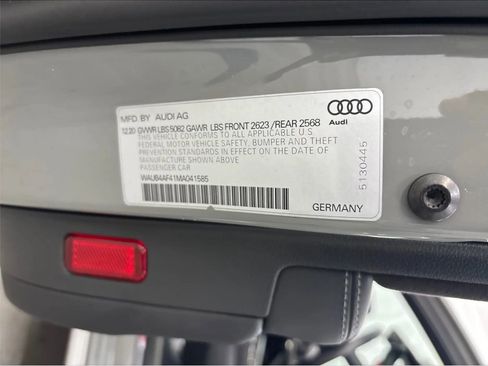 MFD. BY AUDI AG
12.20 GVWR LBS 5082 GAWR LBS FRONT 2623 / REAR 2568
THIS VEHICLE CONFORMS TO ALL APPLICABLE U.S.
FEDERAL MOTOR VEHICLE SAFETY, BUMPER AND THEFT
PREVENTION STANDARDS IN EFFECT ON THE DATE OF
MANUFACTURE SHOWN ABOVE.
PASSENGER CAR
WAUB4AF41MA041585
GERMANY
Audi
5130445